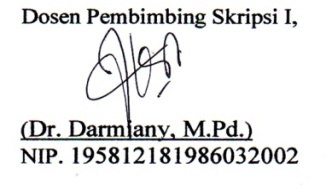 Dosen Pembimbing Skripsi I,
(Dr. Darmiany, M.Pd.)
NIP. 195812181986032002